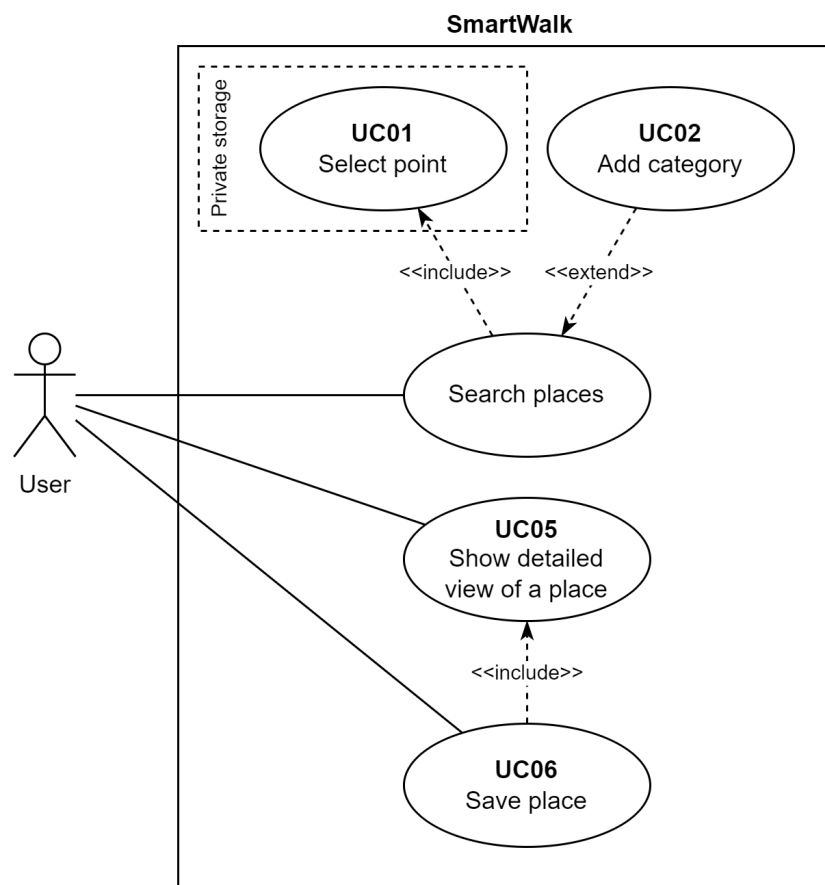 SmartWalk
Private storage
UC01
Select point
UC02
Add category
<<include>>
<<extend>>
Search places
User
UC05
Show detailed
view of a place
<<include>>
UC06
Save place